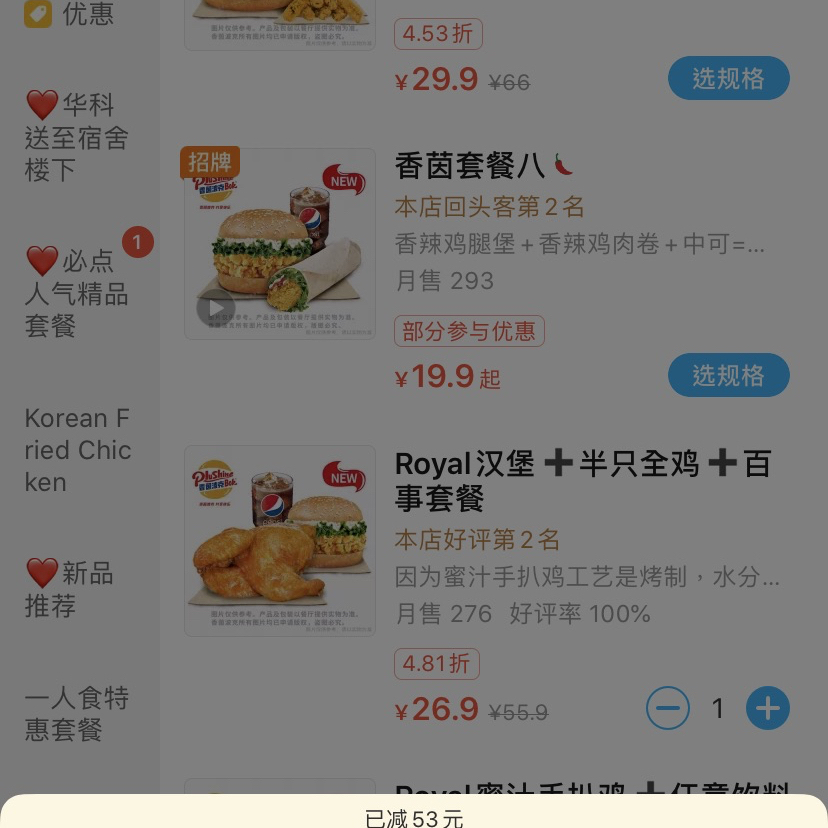 优惠
4.53折
¥29.9 ¥66
选规格
❤️华科
送至宿舍
楼下
招牌
NEW
香茵套餐八🌶️
本店回头客第2名
香辣鸡腿堡+香辣鸡肉卷+中可=...
月售 293
部分参与优惠
¥19.9起
选规格
1
❤️必点
人气精品
套餐
Korean F
ried Chic
ken
NEW
Royal汉堡➕半只全鸡➕百
事套餐
本店好评第2名
因为蜜汁手扒鸡工艺是烤制，水分...
月售 276 好评率 100%
4.81折
¥26.9 ¥55.9
1
❤️新品
推荐
一人食特
惠套餐
Royal蜜汁手扒鸡➕任意饮料
已减53元